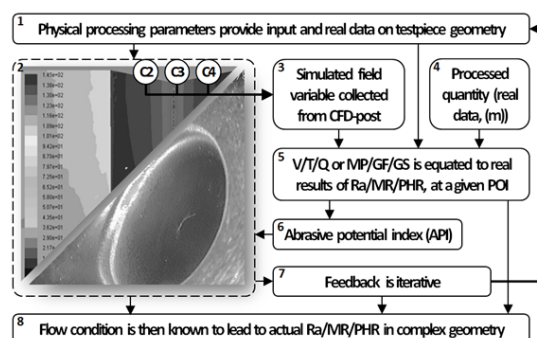 1 Physical processing parameters provide input and real data on testpiece geometry
2
C2 C3 C4
1.45e+02
3 Simulated field
variable collected
from CFD-post
4 Processed
quantity (real
data, (m))
5 V/T/Q or MP/GF/GS is equated to real
results of Ra/MR/PHR, at a given POI
6 Abrasive potential index (API)
7 Feedback is iterative
8 Flow condition is then known to lead to actual Ra/MR/PHR in complex geometry